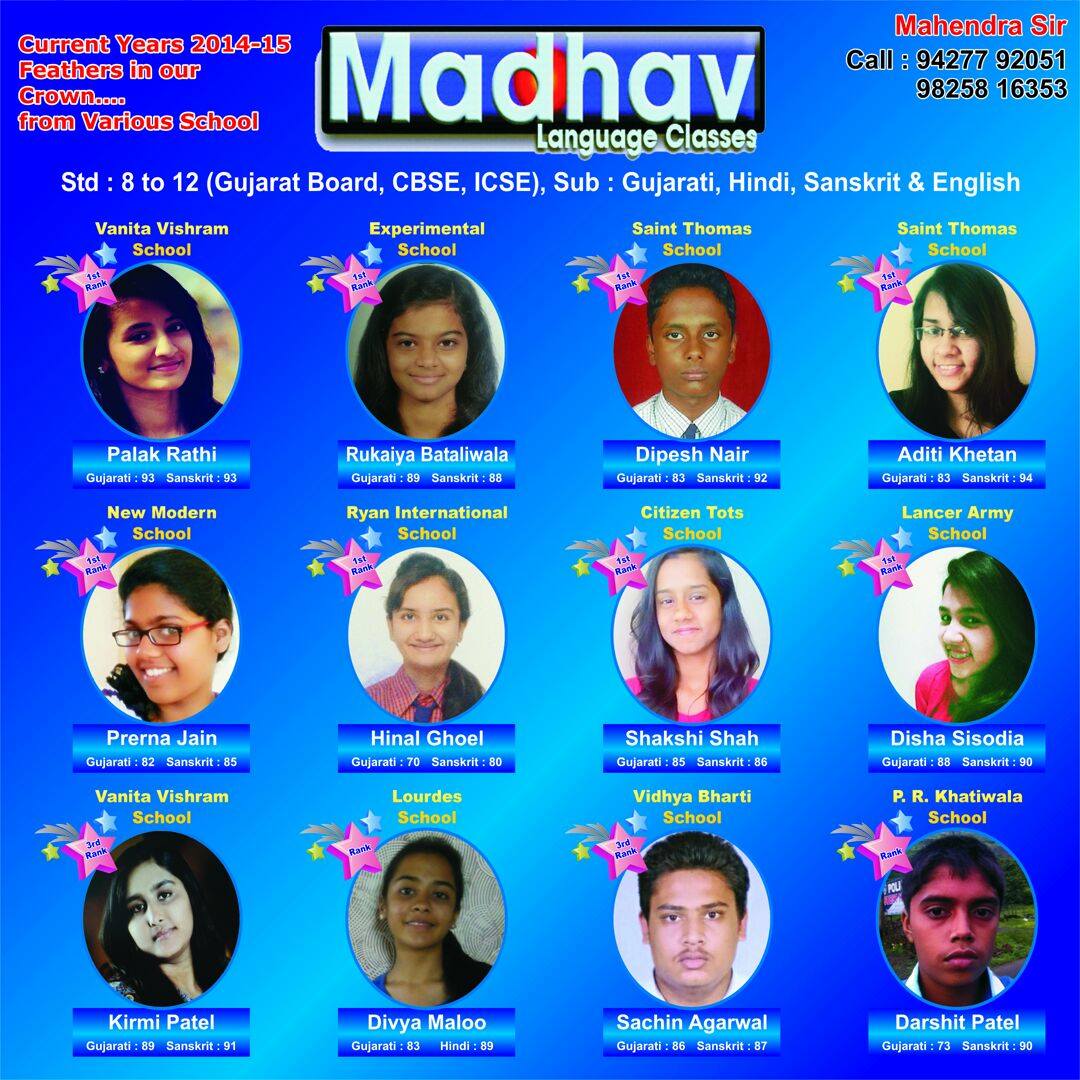 Current Years 2014-15
Feathers in our
Crown....
from Various School
Madhav
Language Classes
Mahendra Sir
Call : 94277 92051
98258 16353
Std : 8 to 12 (Gujarat Board, CBSE, ICSE), Sub : Gujarati, Hindi, Sanskrit & English
Vanita Vishram
School
1st
Rank
Palak Rathi
Gujarati : 93 Sanskrit : 93
Experimental
School
1st
Rank
Rukaiya Bataliwala
Gujarati : 89 Sanskrit : 88
Saint Thomas
School
1st
Rank
Dipesh Nair
Gujarati : 83 Sanskrit : 92
Saint Thomas
School
1st
Rank
Aditi Khetan
Gujarati : 83 Sanskrit : 94
New Modern
School
1st
Rank
Prerna Jain
Gujarati : 82 Sanskrit : 85
Ryan International
School
1st
Rank
Hinal Ghoel
Gujarati : 70 Sanskrit : 80
Citizen Tots
School
1st
Rank
Shakshi Shah
Gujarati : 85 Sanskrit : 86
Lancer Army
School
1st
Rank
Disha Sisodia
Gujarati : 88 Sanskrit : 90
Vanita Vishram
School
3rd
Rank
Kirmi Patel
Gujarati : 89 Sanskrit : 91
Lourdes
School
Rank
Divya Maloo
Gujarati : 83 Hindi : 89
Vidhya Bharti
School
3rd
Rank
Sachin Agarwal
Gujarati : 86 Sanskrit : 87
P. R. Khatiwala
School
Rank
POLI
Darshit Patel
Gujarati : 73 Sanskrit : 90